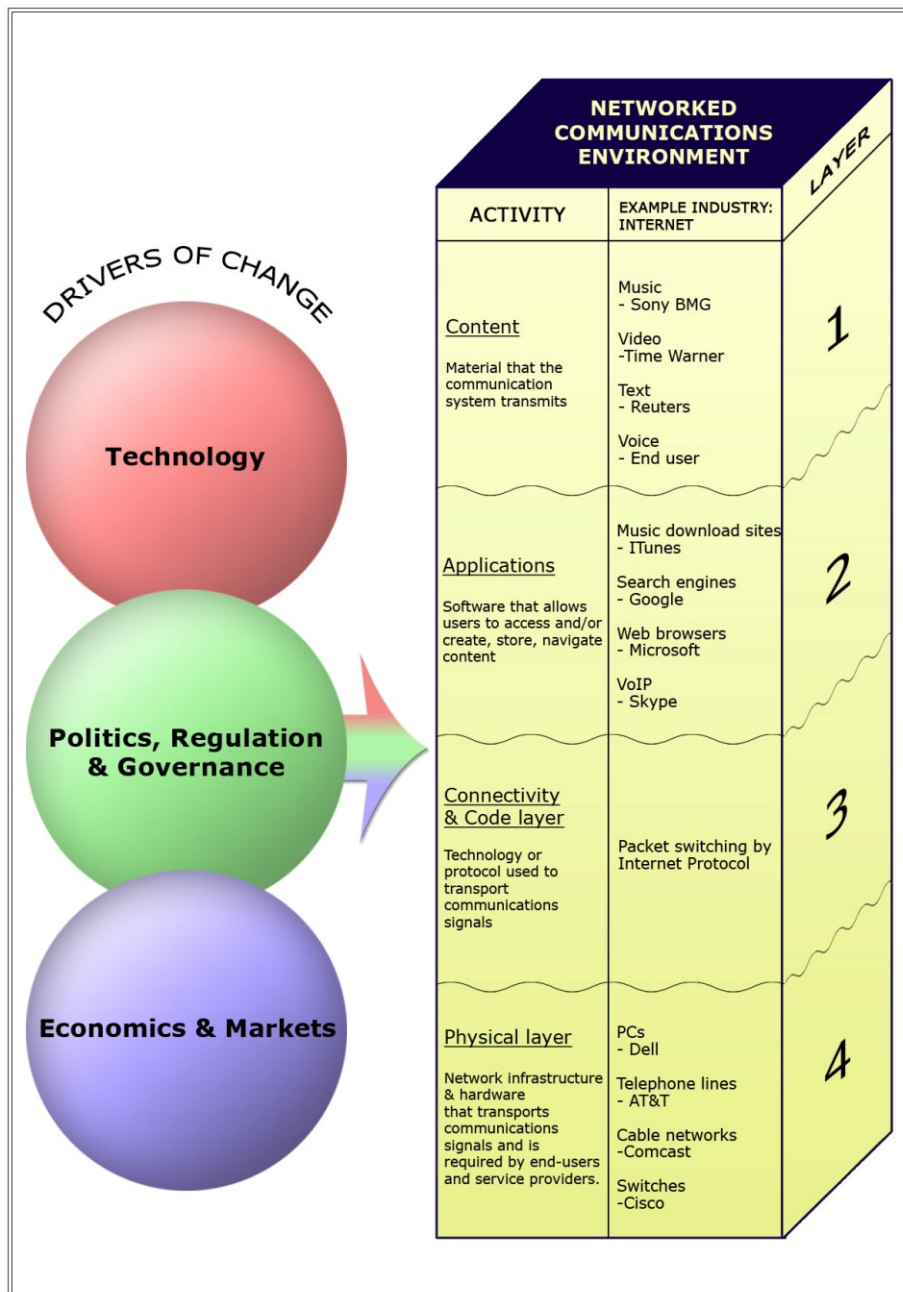 DRIVERS OF CHANGE
Technology
Politics, Regulation
& Governance
Economics & Markets
NETWORKED
COMMUNICATIONS
ENVIRONMENT
LAYER
ACTIVITY
EXAMPLE INDUSTRY:
INTERNET
Content
Material that the
communication
system transmits
Music
- Sony BMG
Video
-Time Warner
Text
- Reuters
Voice
- End user
1
Applications
Software that allows
users to access and/or
create, store, navigate
content
Music download sites
- ITunes
Search engines
- Google
Web browsers
- Microsoft
VoIP
- Skype
2
Connectivity
& Code layer
Technology or
protocol used to
transport
communications
signals
Packet switching by
Internet Protocol
3
Physical layer
Network infrastructure
& hardware
that transports
communications
signals and is
required by end-users
and service providers.
PCs
- Dell
Telephone lines
- AT&T
Cable networks
-Comcast
Switches
-Cisco
4